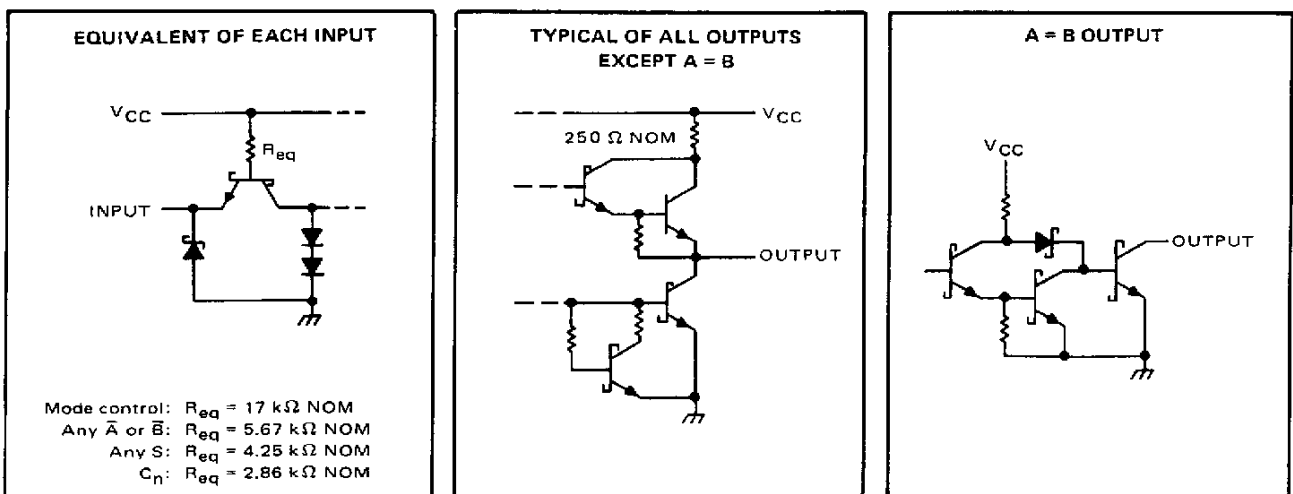 EQUIVALENT OF EACH INPUT
VCC
Req
INPUT
Mode control: Req = 17 kΩ NOM
Any A̅ or B̅: Req = 5.67 kΩ NOM
Any S: Req = 4.25 kΩ NOM
Cn: Req = 2.86 kΩ NOM
TYPICAL OF ALL OUTPUTS
EXCEPT A = B
VCC
250 Ω NOM
OUTPUT
A = B OUTPUT
VCC
OUTPUT